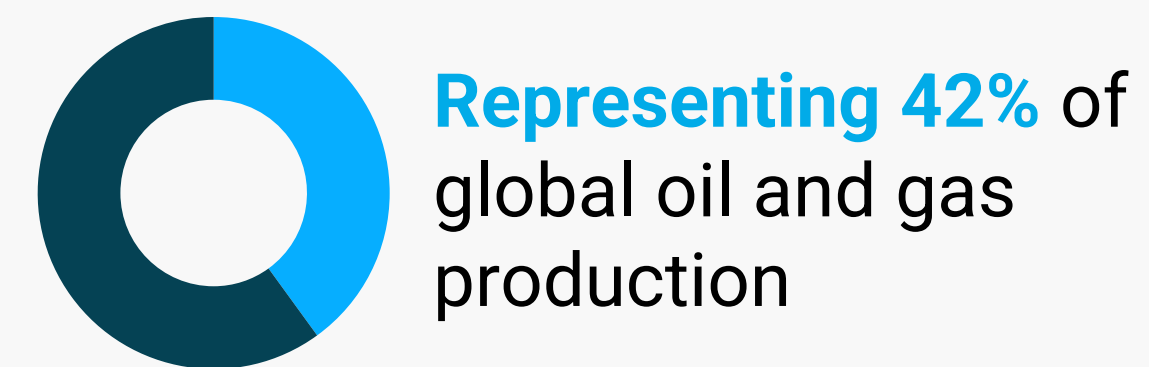 Representing 42% of
global oil and gas
production